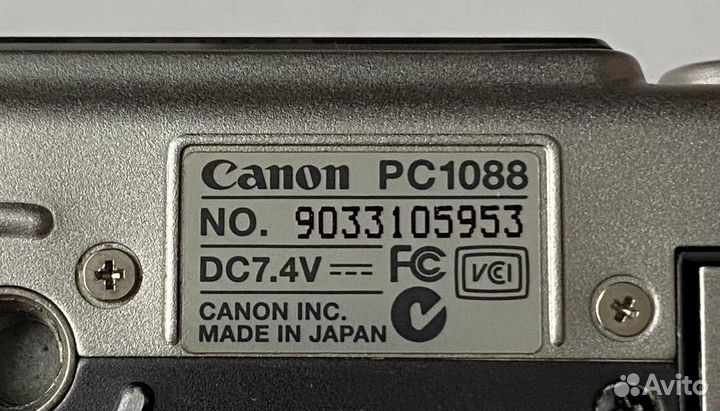 Canon PC1088
NO. 9033105953
DC7.4V FC VCI
CANON INC.
MADE IN JAPAN
Avito